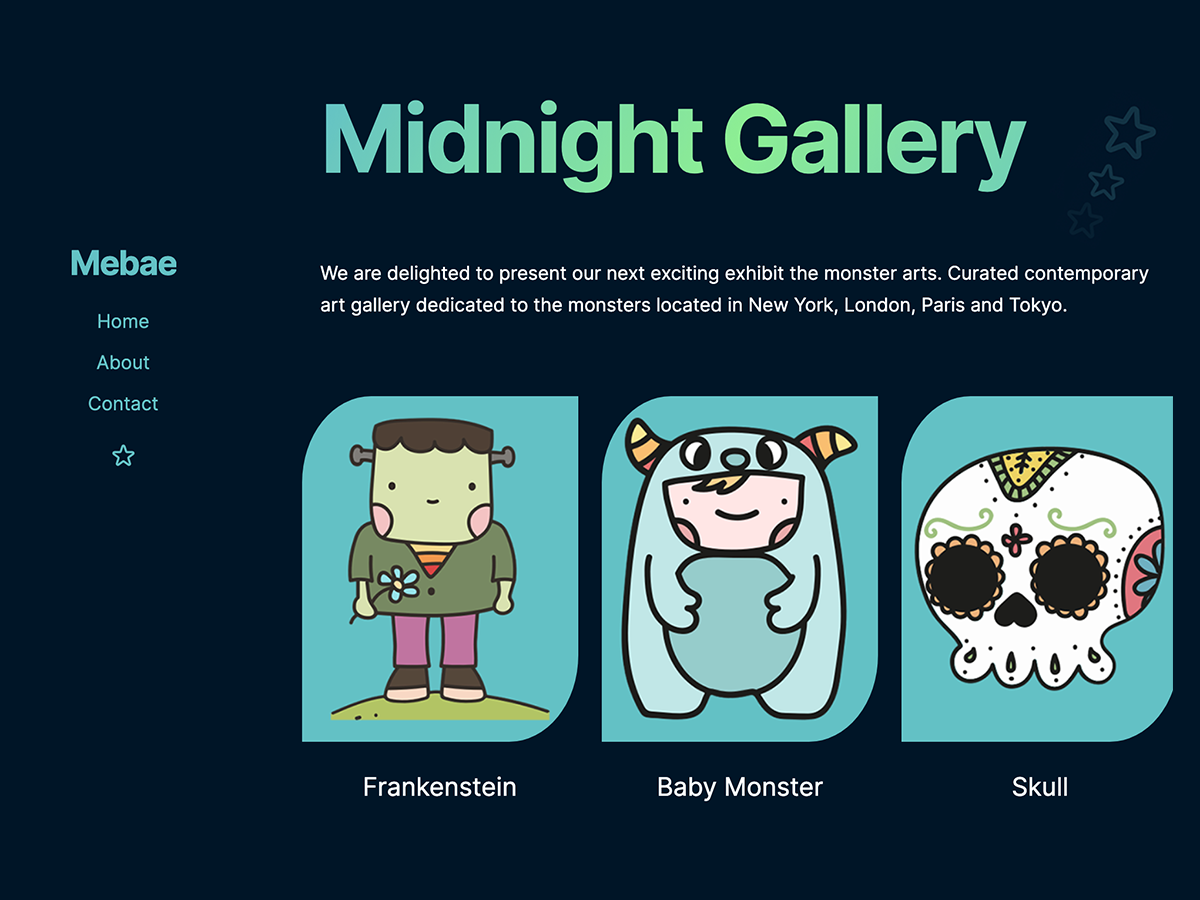 Midnight Gallery
Mebae
Home
About
Contact
We are delighted to present our next exciting exhibit the monster arts. Curated contemporary
art gallery dedicated to the monsters located in New York, London, Paris and Tokyo.
Frankenstein
Baby Monster
Skull